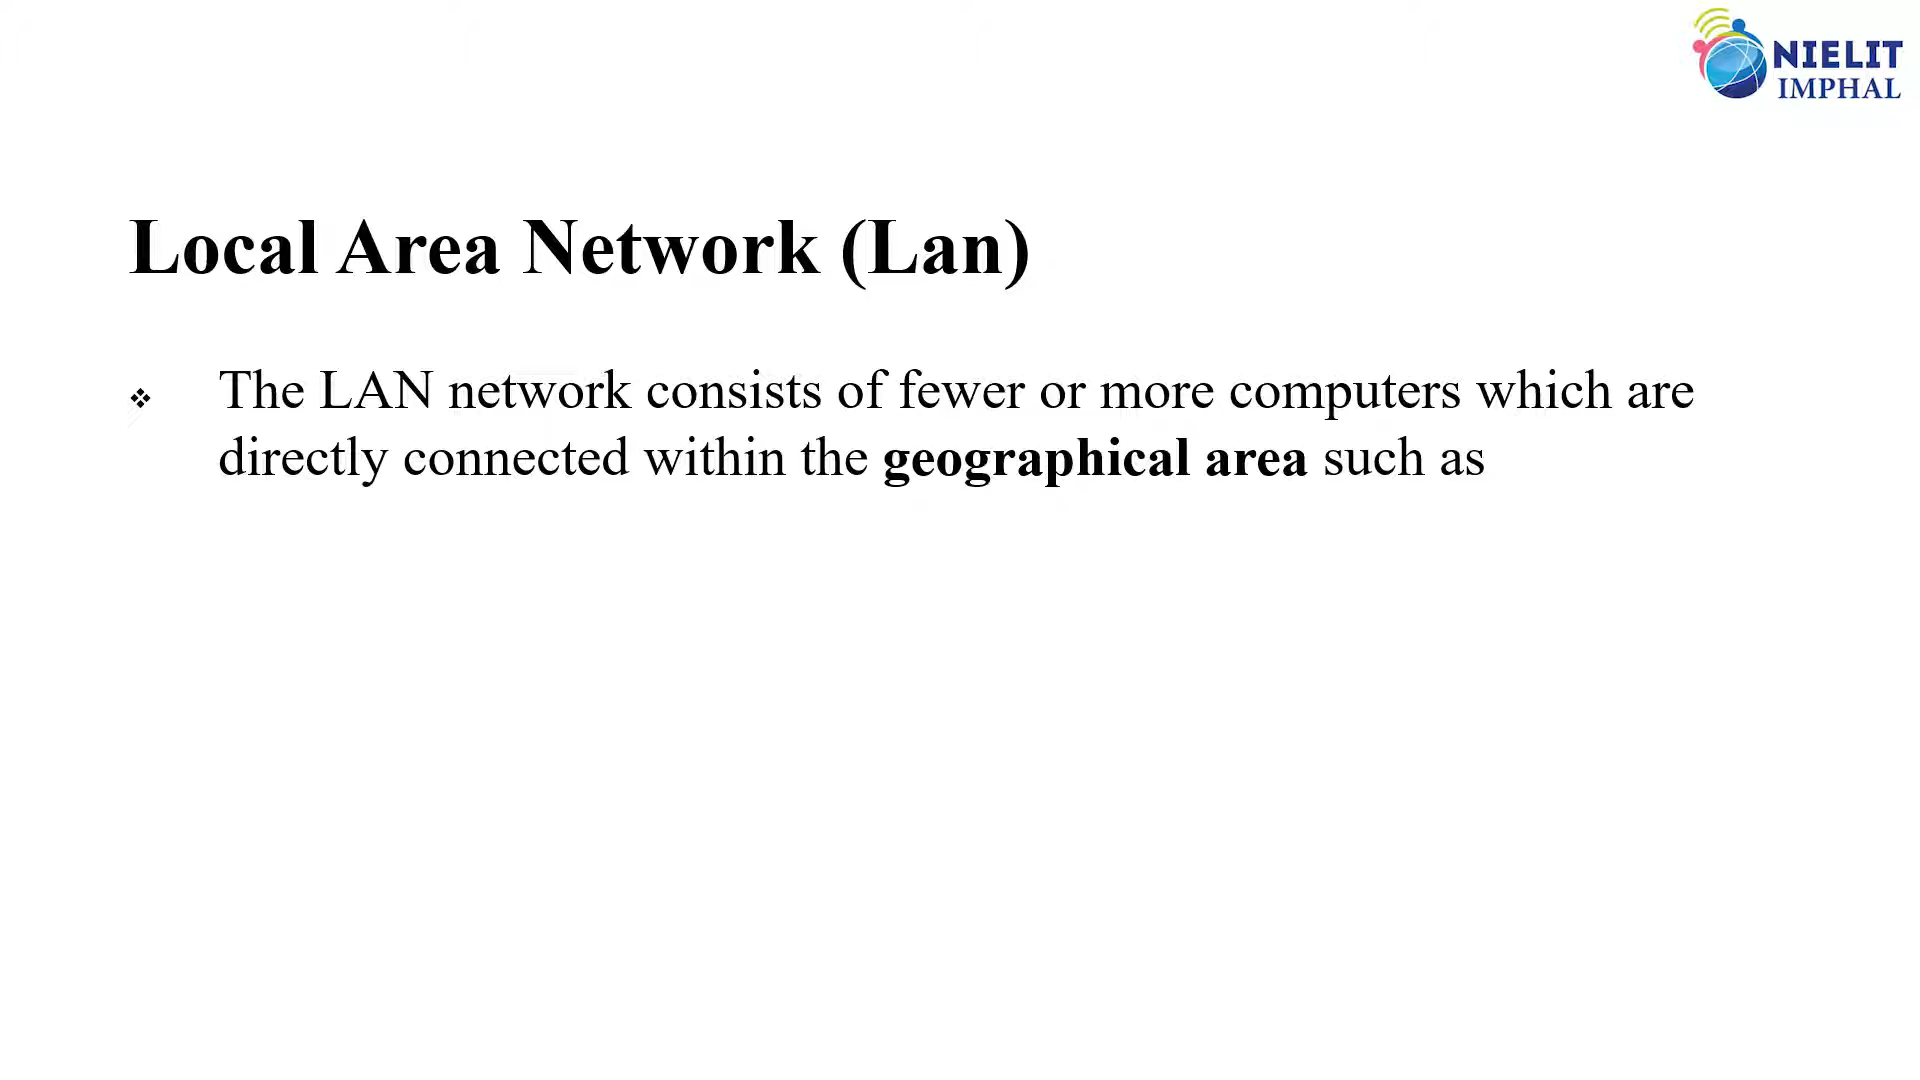 NIELIT
IMPHAL
Local Area Network (Lan)
❖ The LAN network consists of fewer or more computers which are
directly connected within the geographical area such as